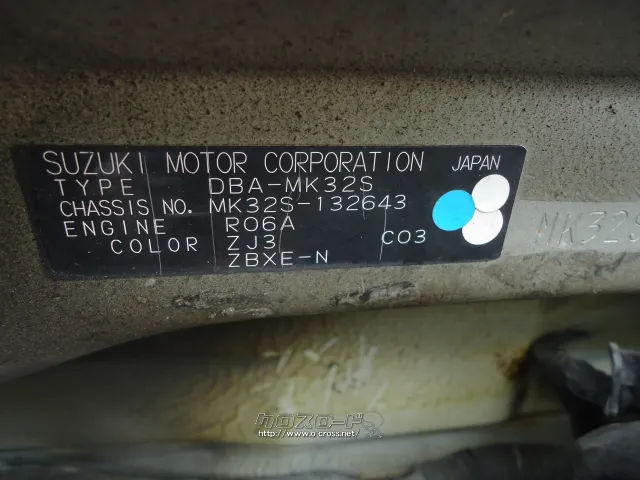 SUZUKI MOTOR CORPORATION JAPAN
TYPE DBA-MK32S
CHASSIS NO. MK32S-132643
ENGINE R06A
COLOR ZJ3 C03
ZBXE-N
MK32S
クロスロード
http://www.o-cross.net/